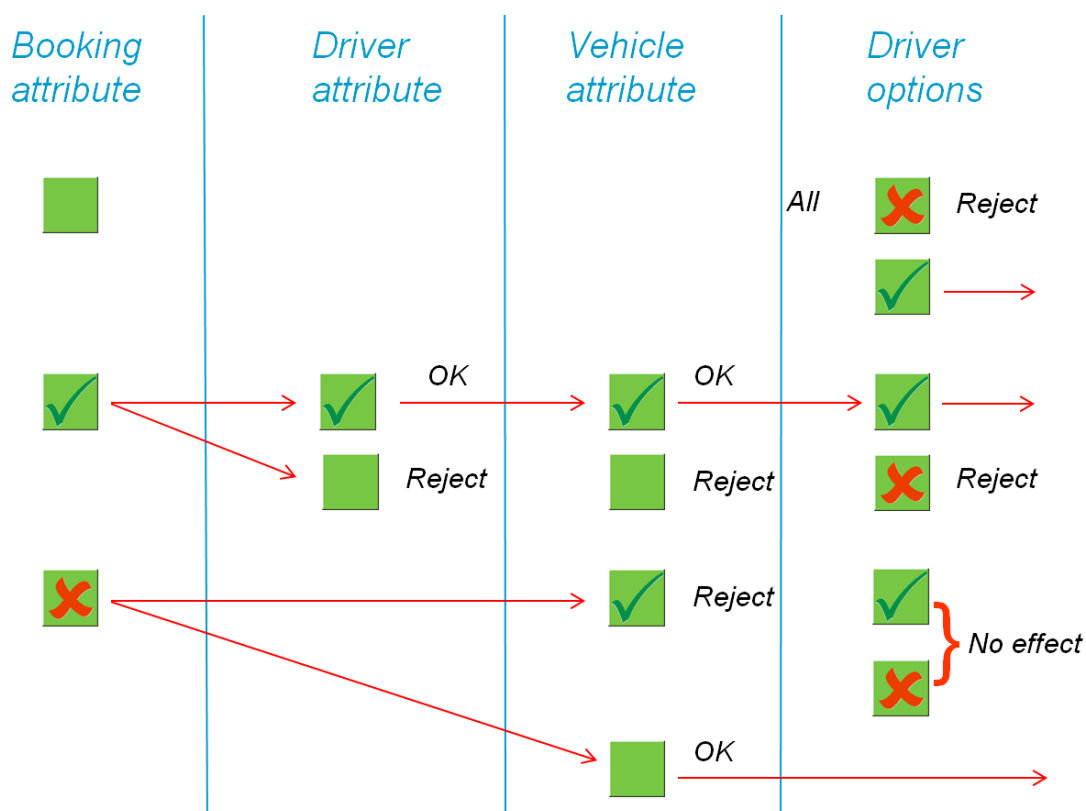 Booking
attribute
Driver
attribute
Vehicle
attribute
Driver
options
All
Reject
OK
OK
Reject
Reject
Reject
Reject
No effect
OK